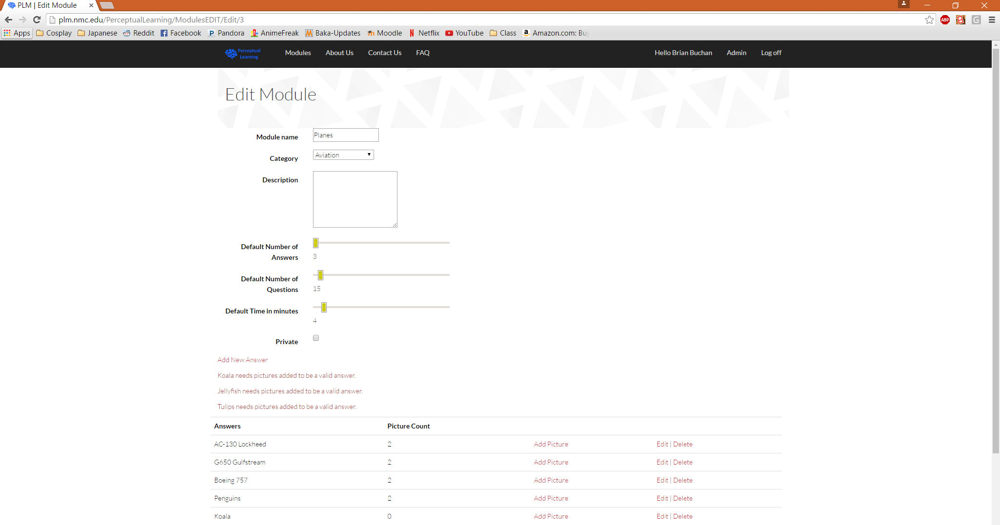 PLM | Edit Module
plm.nmc.edu/PerceptualLearning/ModulesEDIT/Edit/3
ABP
G
Apps Cosplay Japanese Reddit Facebook Pandora AnimeFreak Baka-Updates Moodle Netflix YouTube Class Amazon.com: Buy
Perceptual
Learning
Modules About Us Contact Us FAQ Hello Brian Buchan Admin Log off
Edit Module
Module name Planes
Category Aviation
Description
Default Number of
Answers
3
Default Number of
Questions
15
Default Time in minutes
4
Private
Add New Answer
Koala needs pictures added to be a valid answer.
Jellyfish needs pictures added to be a valid answer.
Tulips needs pictures added to be a valid answer.
Answers Picture Count
AC-130 Lockheed 2 Add Picture Edit | Delete
G650 Gulfstream 2 Add Picture Edit | Delete
Boeing 757 2 Add Picture Edit | Delete
Penguins 2 Add Picture Edit | Delete
Koala 0 Add Picture Edit | Delete